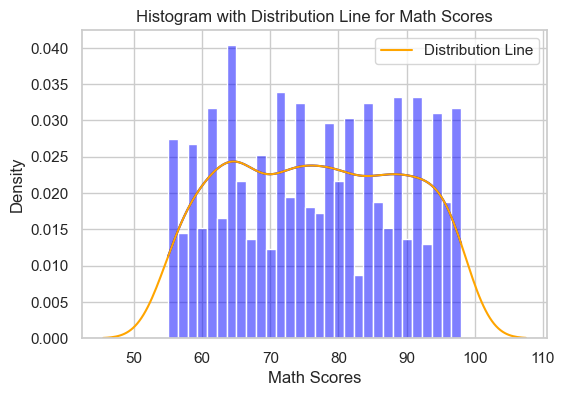 Histogram with Distribution Line for Math Scores
Distribution Line
Density
0.040
0.035
0.030
0.025
0.020
0.015
0.010
0.005
0.000
50 60 70 80 90 100 110
Math Scores